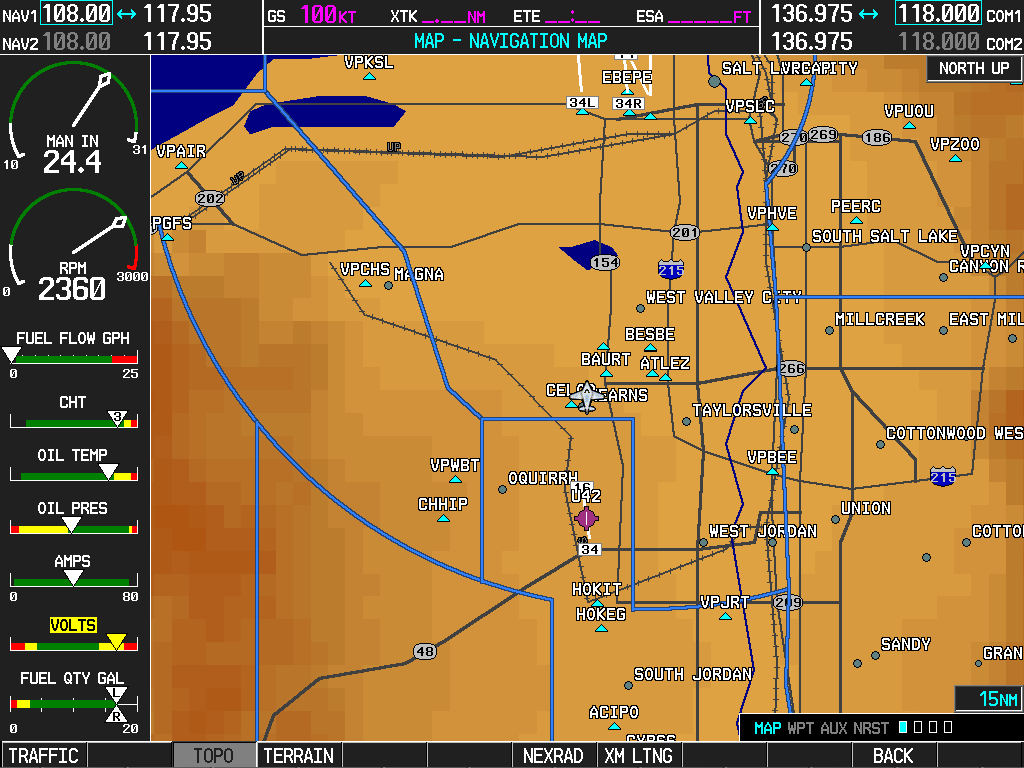 NAV1 108.00 ↔ 117.95
NAV2 108.00 117.95
GS 100KT XTK _.__NM ETE __:__ ESA _____FT
MAP - NAVIGATION MAP
136.975 ↔ 118.000 COM1
136.975 118.000 COM2
MAN IN
24.4
10
31
RPM
2360
0
3000
FUEL FLOW GPH
0 25
CHT
3
OIL TEMP
OIL PRES
AMPS
0 80
VOLTS
FUEL QTY GAL
L
R
0 20
NORTH UP
VPKSL
EBEPE
34L
34R
VPSLC
VPUOU
VPZOO
270
269
186
270
UP
UP
VPAIR
202
PGFS
VPHVE
PEERC
201
SOUTH SALT LAKE
VPCYN
CANYON R
154
215
VPCHS
MAGNA
WEST VALLEY CITY
MILLCREEK
EAST MIL
BESBE
BAURT
ATLEZ
266
TAYLORSVILLE
COTTONWOOD WES
VPBEE
215
VPWBT
OQUIRRH
16
U42
CHHIP
UNION
WEST JORDAN
COTTO
34
HOKIT
HOKEG
VPJRT
209
48
SANDY
GRAN
SOUTH JORDAN
ACIPO
15NM
MAP WPT AUX NRST
TRAFFIC
TOPO
TERRAIN
NEXRAD
XM LTNG
BACK